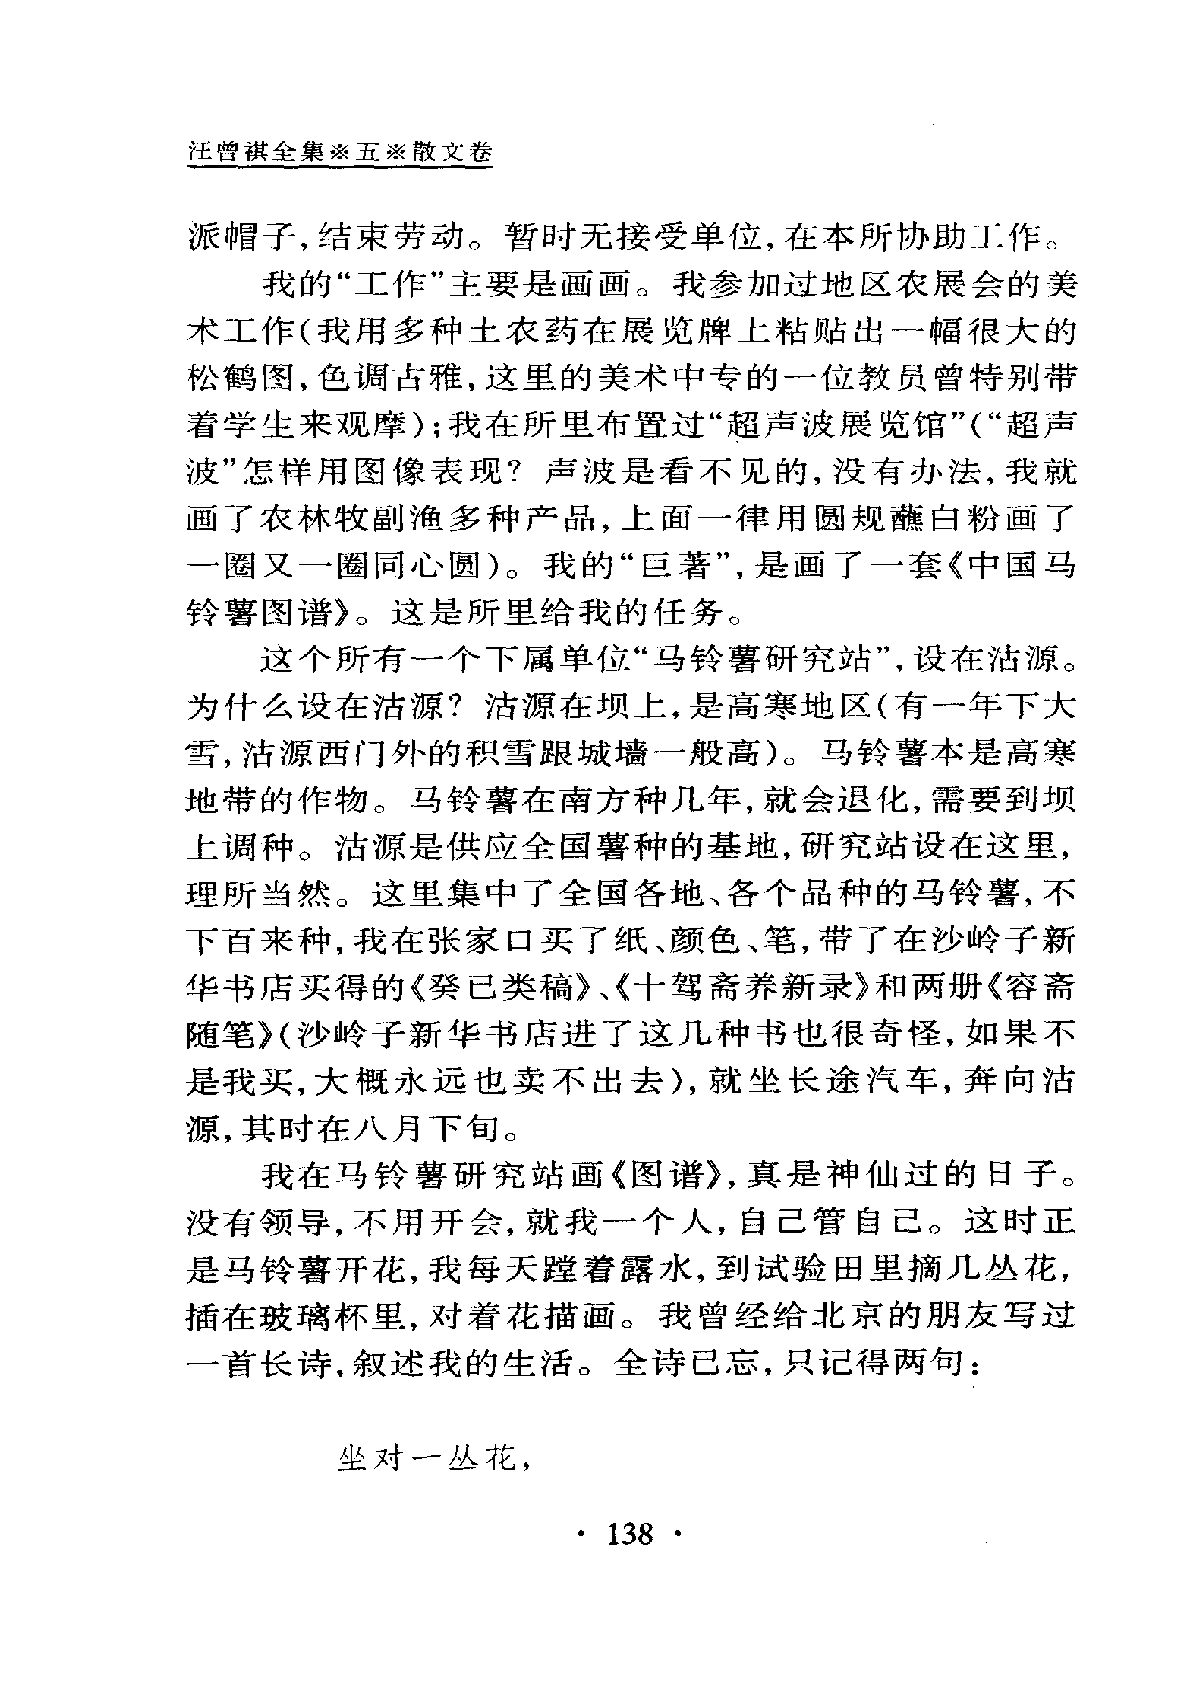 汪曾祺全集※五※散文卷
派帽子,结束劳动。暂时无接受单位,在本所协助工作。
我的“工作”主要是画画。我参加过地区农展会的美
术工作(我用多种土农药在展览牌上粘贴出一幅很大的
松鹤图,色调古雅,这里的美术中专的一位教员曾特别带
着学生来观摩);我在所里布置过“超声波展览馆”(“超声
波”怎样用图像表现?声波是看不见的,没有办法,我就
画了农林牧副渔多种产品,上面一律用圆规蘸白粉画了
一圈又一圈同心圆)。我的“巨著”,是画了一套《中国马
铃薯图谱》。这是所里给我的任务。
这个所有一个下属单位“马铃薯研究站”,设在沽源。
为什么设在沽源?沽源在坝上,是高寒地区(有一年下大
雪,沽源西门外的积雪跟城墙一般高)。马铃薯本是高寒
地带的作物。马铃薯在南方种几年,就会退化,需要到坝
上调种。沽源是供应全国薯种的基地,研究站设在这里,
理所当然。这里集中了全国各地、各个品种的马铃薯,不
下百来种,我在张家口买了纸、颜色、笔,带了在沙岭子新
华书店买得的《癸巳类稿》、《十驾斋养新录》和两册《容斋
随笔》(沙岭子新华书店进了这几种书也很奇怪,如果不
是我买,大概永远也卖不出去),就坐长途汽车,奔向沽
源,其时在八月下旬。
我在马铃薯研究站画《图谱》,真是神仙过的日子。
没有领导,不用开会,就我一个人,自己管自己。这时正
是马铃薯开花,我每天蹚着露水,到试验田里摘几丛花,
插在玻璃杯里,对着花描画。我曾经给北京的朋友写过
一首长诗,叙述我的生活。全诗已忘,只记得两句:
坐对一丛花,
· 138 ·